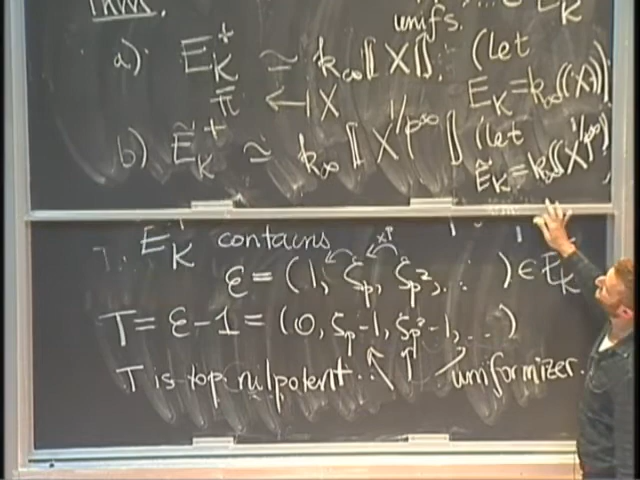 Thm.
unifs.
a) E_K^+ ≃ k_∞[[X]]. (let
π̄ ↤ X E_K = k_∞((X)))
b) Ẽ_K^+ ≃ k_∞[[X^{1/p^∞}]] (let
Ẽ_K = k_∞((X^{1/p^∞})),
E_K^+ contains
ε = (1, ζ_p, ζ_{p^2}, ... ) ∈ E_K
x^p
T = ε - 1 = (0, ζ_p - 1, ζ_{p^2} - 1, ...)
T is top. nilpotent. uniformizer.